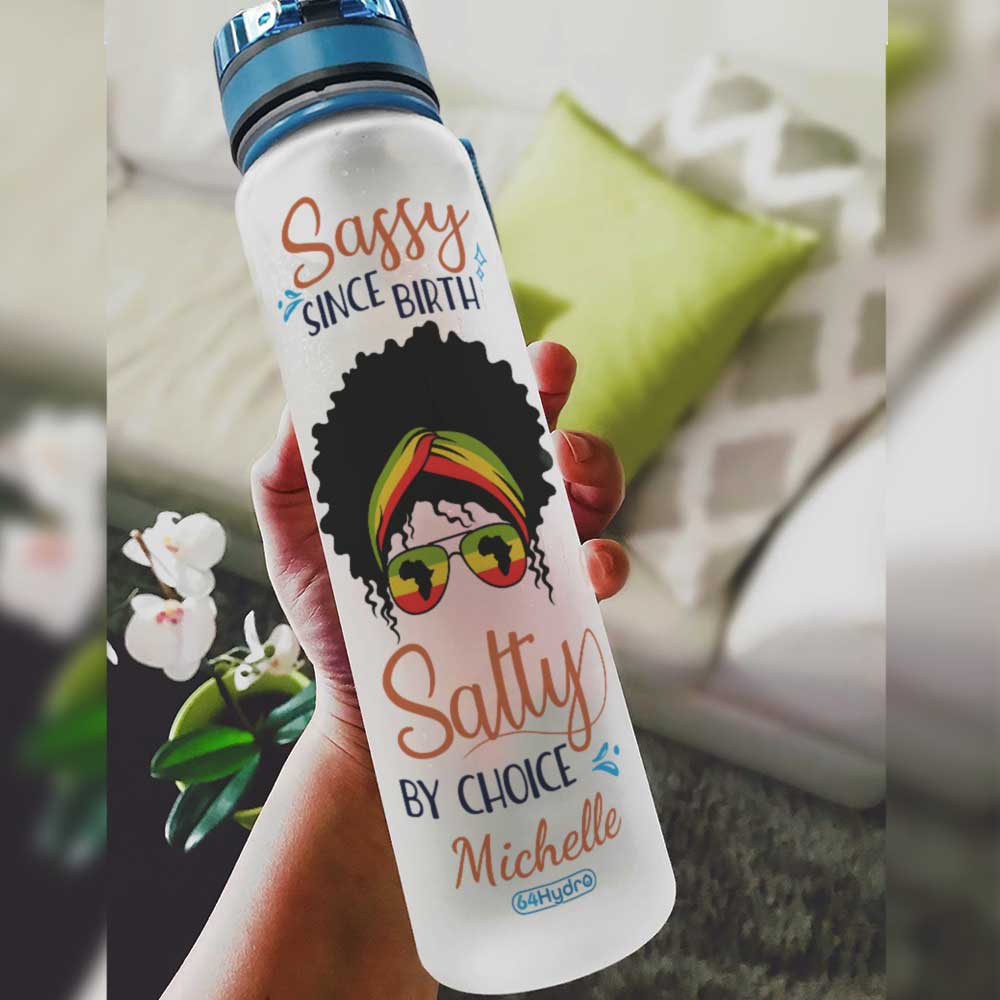 Sassy
SINCE BIRTH
Salty
BY CHOICE
Michelle
64Hydro